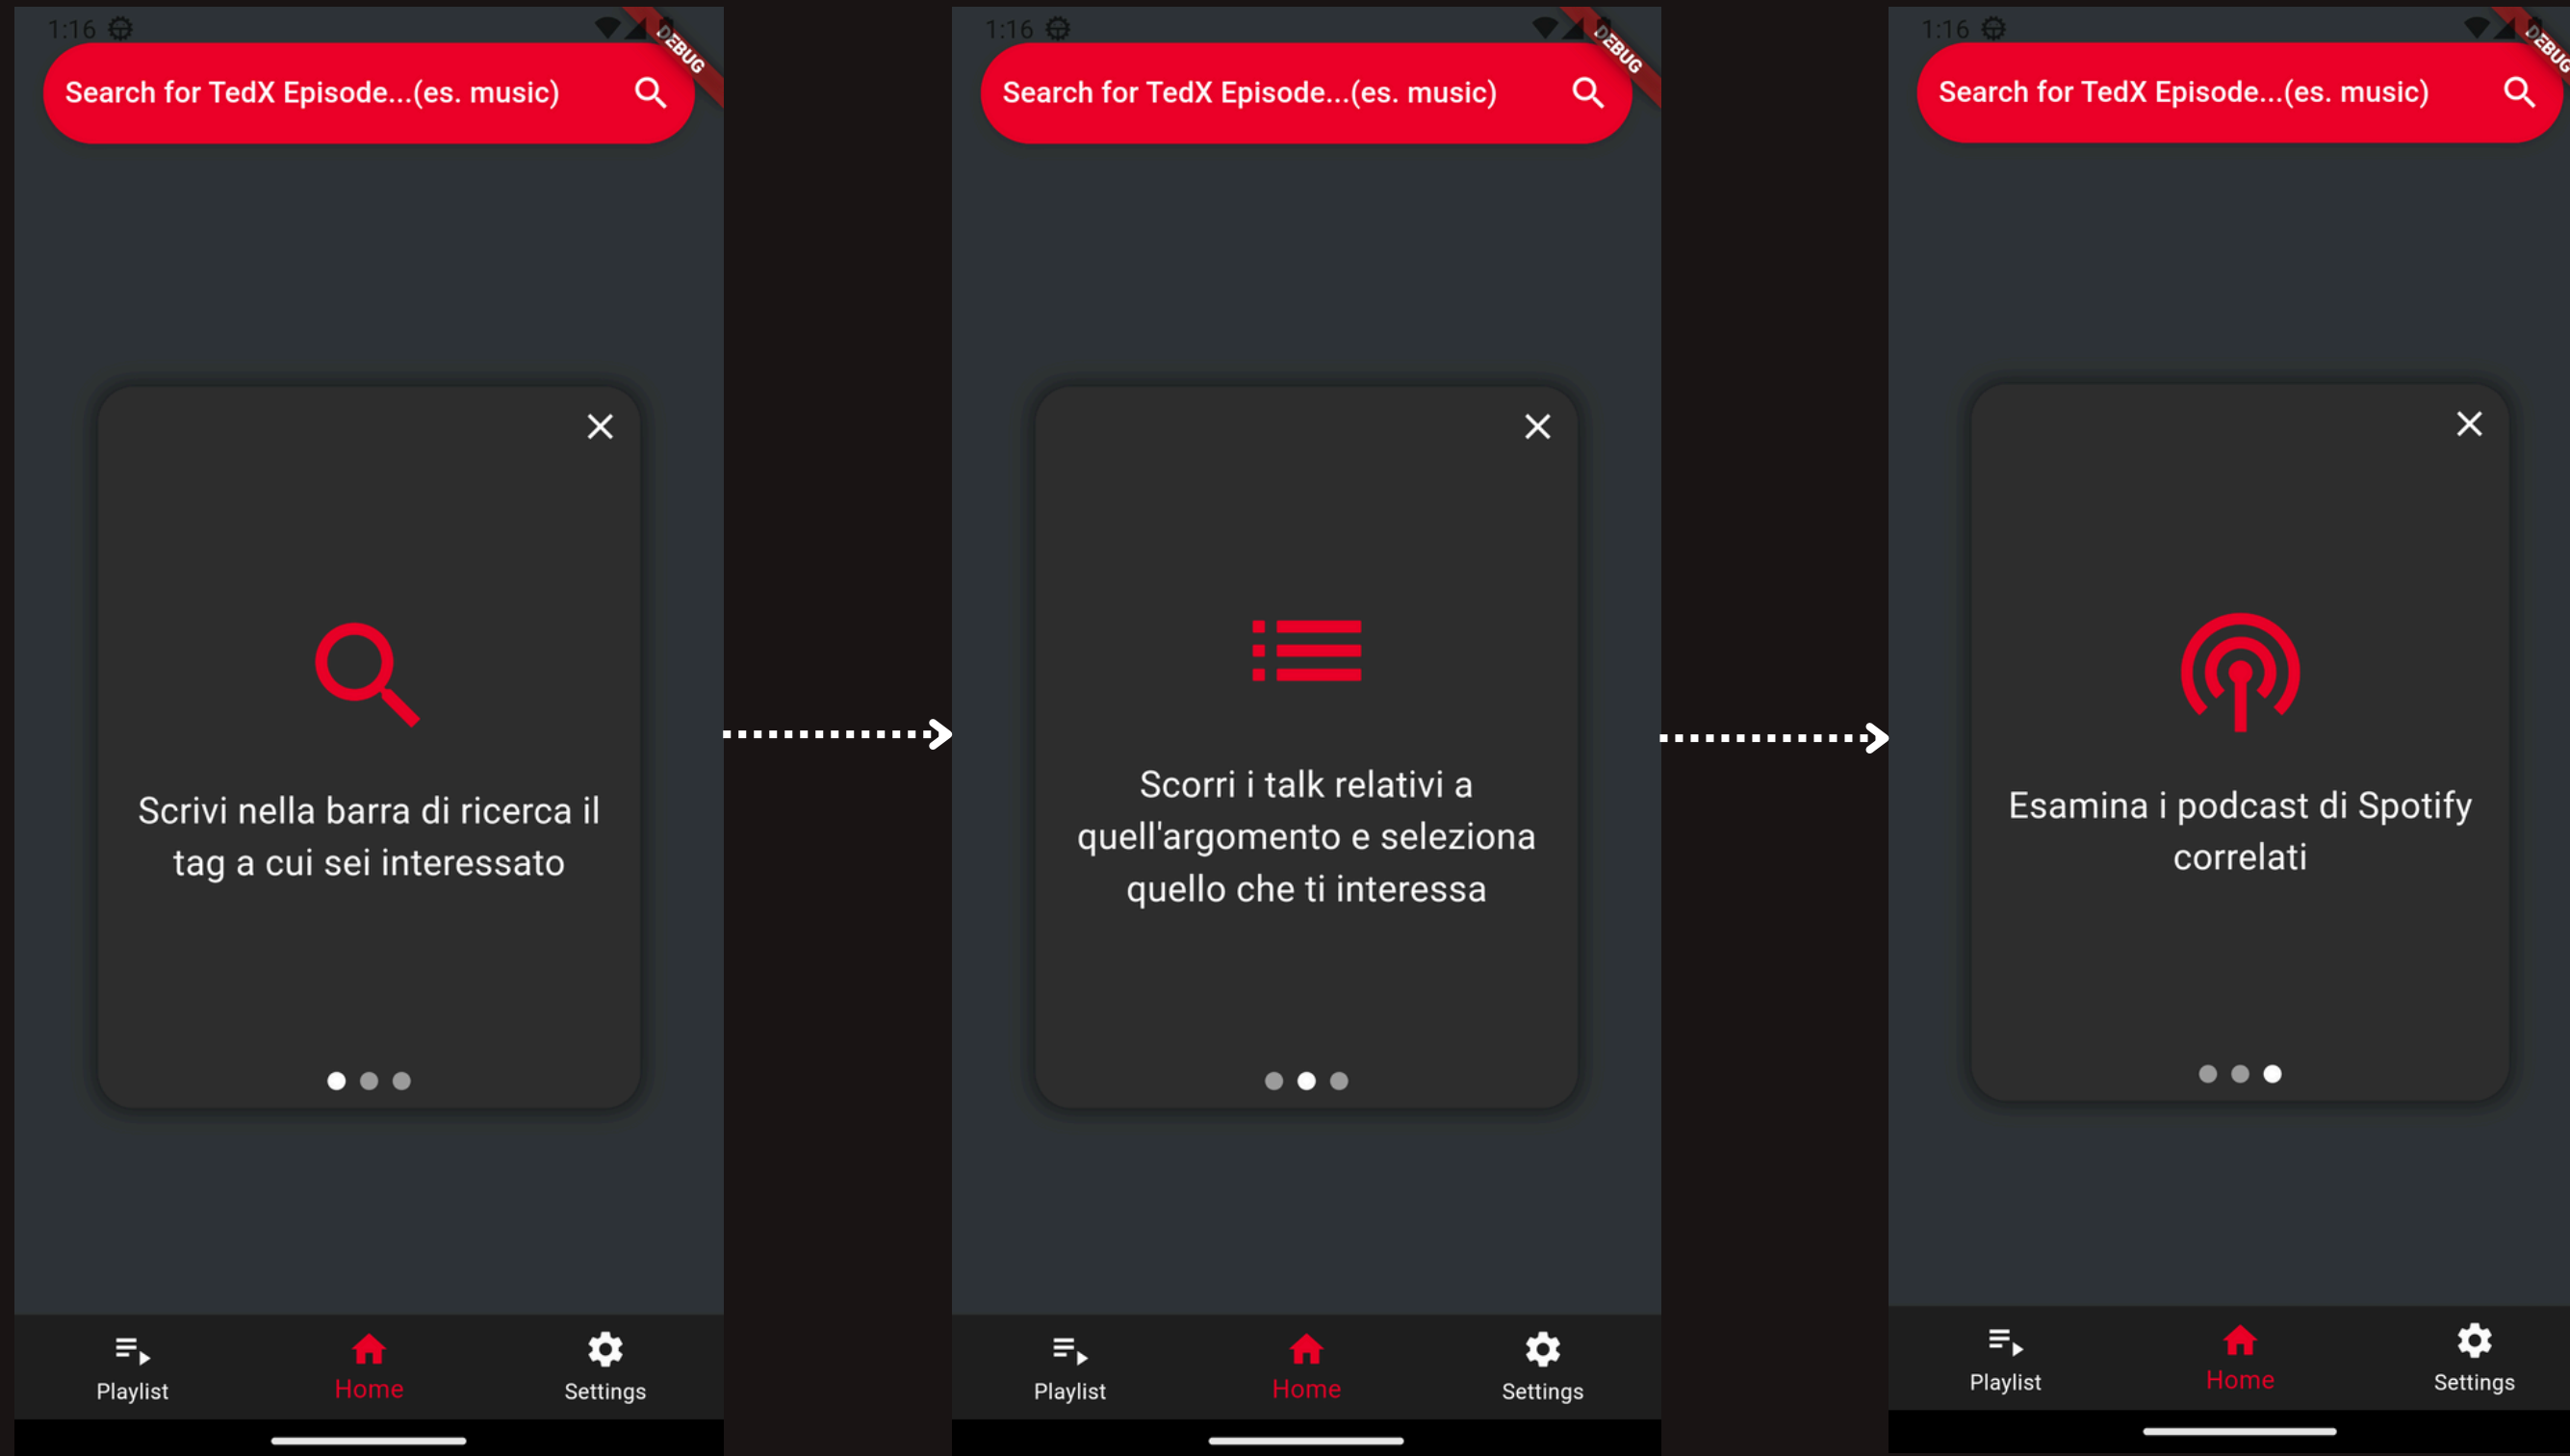 1:16
DEBUG
Search for TedX Episode...(es. music)
Scrivi nella barra di ricerca il
tag a cui sei interessato
Playlist
Home
Settings
1:16
DEBUG
Search for TedX Episode...(es. music)
Scorri i talk relativi a
quell'argomento e seleziona
quello che ti interessa
Playlist
Home
Settings
1:16
DEBUG
Search for TedX Episode...(es. music)
Esamina i podcast di Spotify
correlati
Playlist
Home
Settings